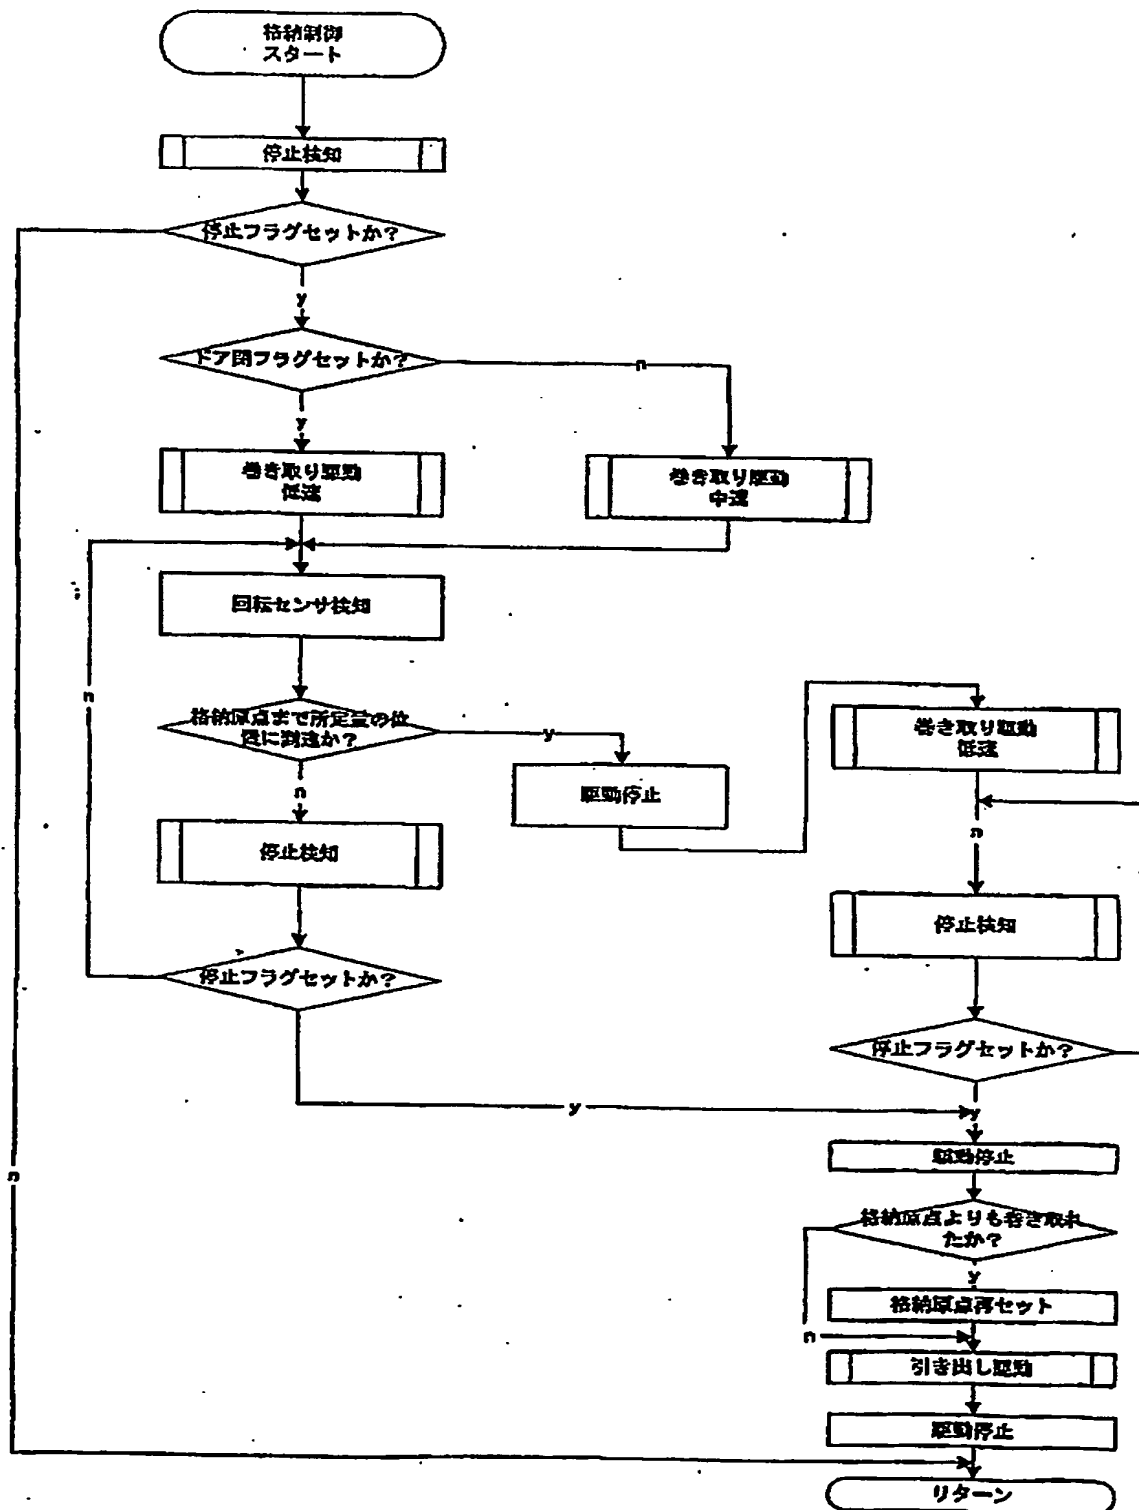 格納制御
スタート
停止検知
停止フラグセットか？
y
ドア閉フラグセットか？
n
y
巻き取り駆動
低速
巻き取り駆動
中速
回転センサ検知
n
格納原点まで所定量の位
置に到達か？
y
n
駆動停止
停止検知
停止フラグセットか？
y
巻き取り駆動
低速
n
停止検知
停止フラグセットか？
y
駆動停止
格納原点よりも巻き取れ
たか？
y
格納原点再セット
n
引き出し駆動
駆動停止
n
リターン